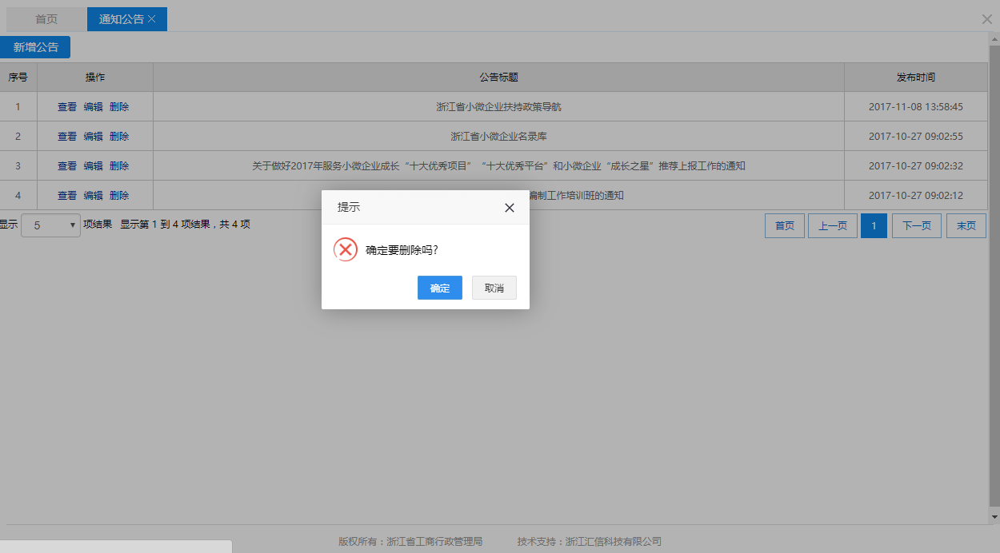 首页 通知公告
新增公告
序号 操作 公告标题 发布时间
1 查看 编辑 删除 浙江省小微企业扶持政策导航 2017-11-08 13:58:45
2 查看 编辑 删除 浙江省小微企业名录库 2017-10-27 09:02:55
3 查看 编辑 删除 关于做好2017年服务小微企业成长“十大优秀项目” “十大优秀平台”和小微企业“成长之星”推荐上报工作的通知 2017-10-27 09:02:32
4 查看 编辑 删除 编制工作培训班的通知 2017-10-27 09:02:12
显示 5 项结果 显示第 1 到 4 项结果，共 4 项 首页 上一页 1 下一页 末页
提示
确定要删除吗?
确定 取消
版权所有：浙江省工商行政管理局 技术支持：浙江汇信科技有限公司